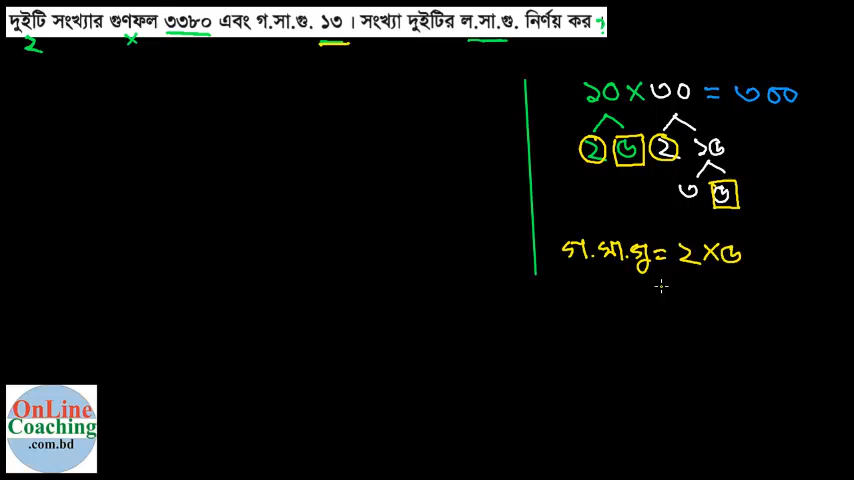 দুইটি সংখ্যার গুণফল ৩৩৮০ এবং গ.সা.গু. ১৩ । সংখ্যা দুইটির ল.সা.গু. নির্ণয় কর
২ ×
১০ × ৩০ = ৩০০
২ ৫ ২ ১৫
৩ ৫
গ.সা.গু = ২ × ৫
OnLine
Coaching
.com.bd